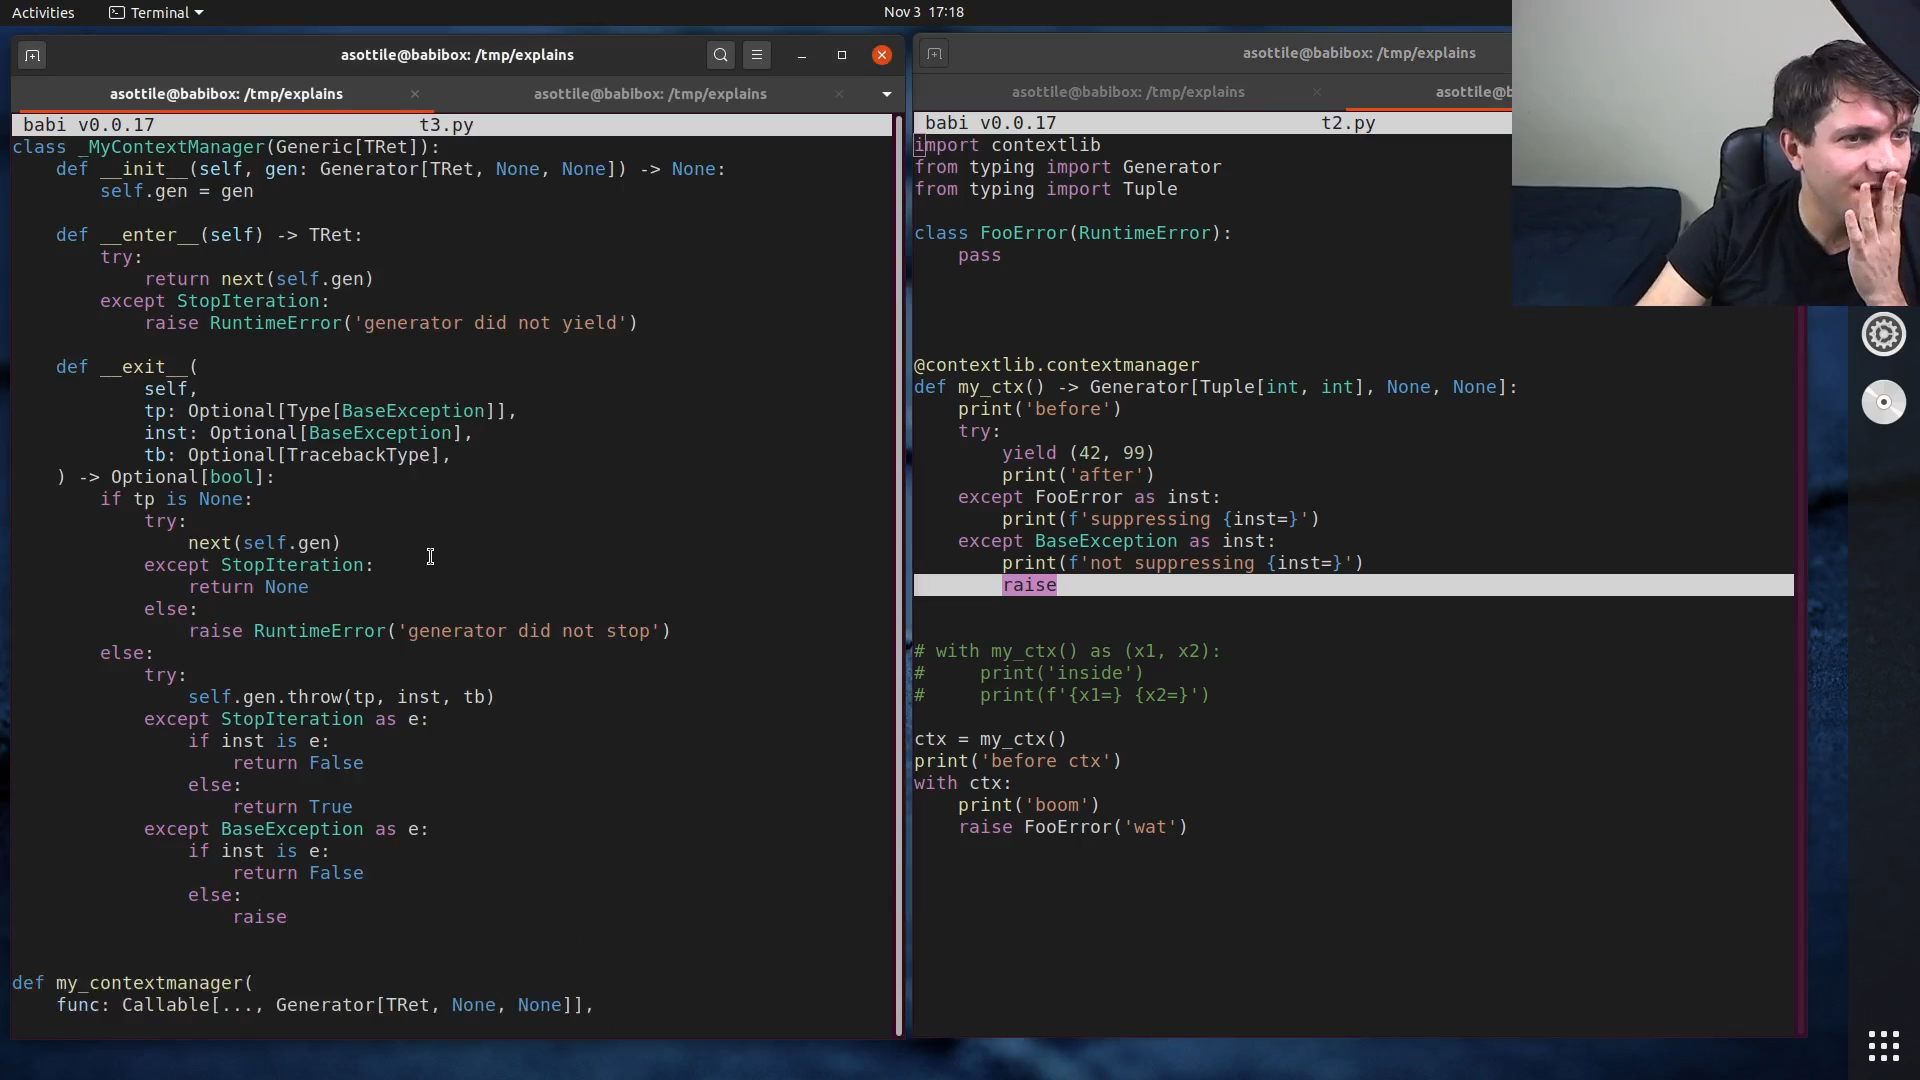 Activities
Terminal
Nov 3 17:18
asottile@babibox: /tmp/explains
asottile@babibox: /tmp/explains
asottile@babibox: /tmp/explains
babi v0.0.17 t3.py
class _MyContextManager(Generic[TRet]):
    def __init__(self, gen: Generator[TRet, None, None]) -> None:
        self.gen = gen
    def __enter__(self) -> TRet:
        try:
            return next(self.gen)
        except StopIteration:
            raise RuntimeError('generator did not yield')
    def __exit__(
            self,
            tp: Optional[Type[BaseException]],
            inst: Optional[BaseException],
            tb: Optional[TracebackType],
    ) -> Optional[bool]:
        if tp is None:
            try:
                next(self.gen)
            except StopIteration:
                return None
            else:
                raise RuntimeError('generator did not stop')
        else:
            try:
                self.gen.throw(tp, inst, tb)
            except StopIteration as e:
                if inst is e:
                    return False
                else:
                    return True
            except BaseException as e:
                if inst is e:
                    return False
                else:
                    raise
def my_contextmanager(
    func: Callable[..., Generator[TRet, None, None]],
asottile@babibox: /tmp/explains
asottile@babibox: /tmp/explains
asottile@b
babi v0.0.17 t2.py
import contextlib
from typing import Generator
from typing import Tuple
class FooError(RuntimeError):
    pass
@contextlib.contextmanager
def my_ctx() -> Generator[Tuple[int, int], None, None]:
    print('before')
    try:
        yield (42, 99)
        print('after')
    except FooError as inst:
        print(f'suppressing {inst=}')
    except BaseException as inst:
        print(f'not suppressing {inst=}')
        raise
# with my_ctx() as (x1, x2):
#     print('inside')
#     print(f'{x1=} {x2=}')
ctx = my_ctx()
print('before ctx')
with ctx:
    print('boom')
    raise FooError('wat')